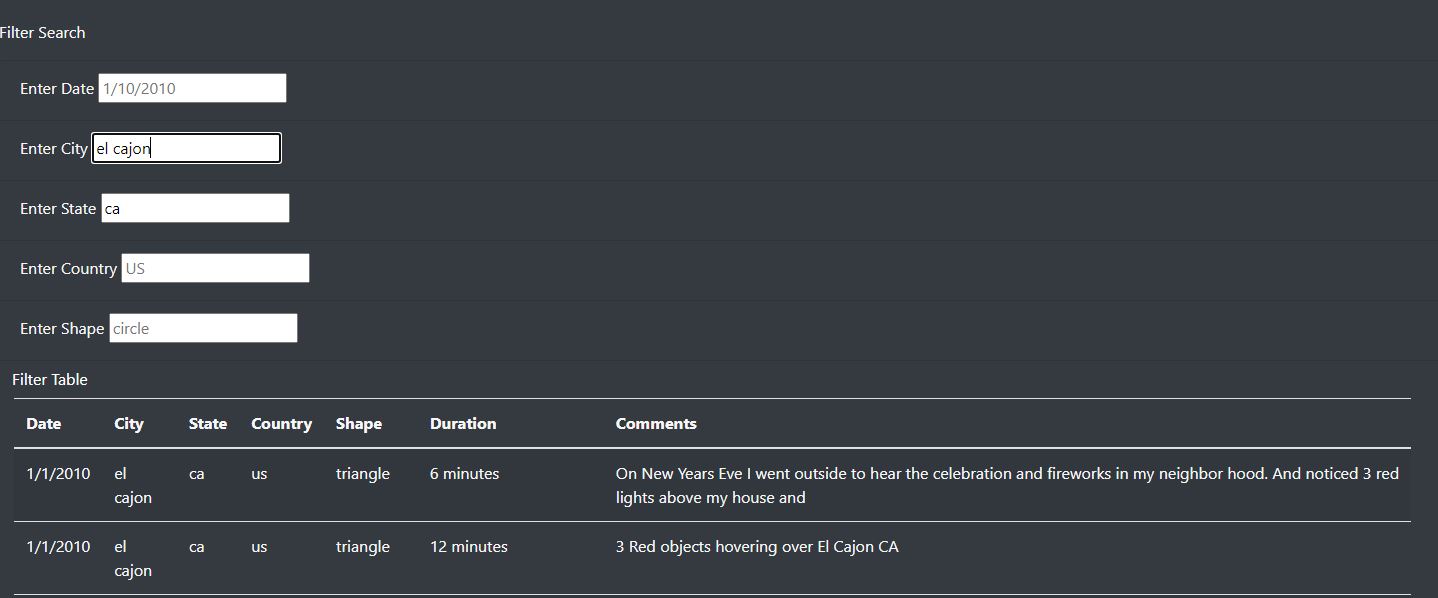 Filter Search
Enter Date 1/10/2010
Enter City el cajon
Enter State ca
Enter Country US
Enter Shape circle
Filter Table
Date City State Country Shape Duration Comments
1/1/2010 el ca us triangle 6 minutes On New Years Eve I went outside to hear the celebration and fireworks in my neighbor hood. And noticed 3 red
cajon lights above my house and
1/1/2010 el ca us triangle 12 minutes 3 Red objects hovering over El Cajon CA
cajon